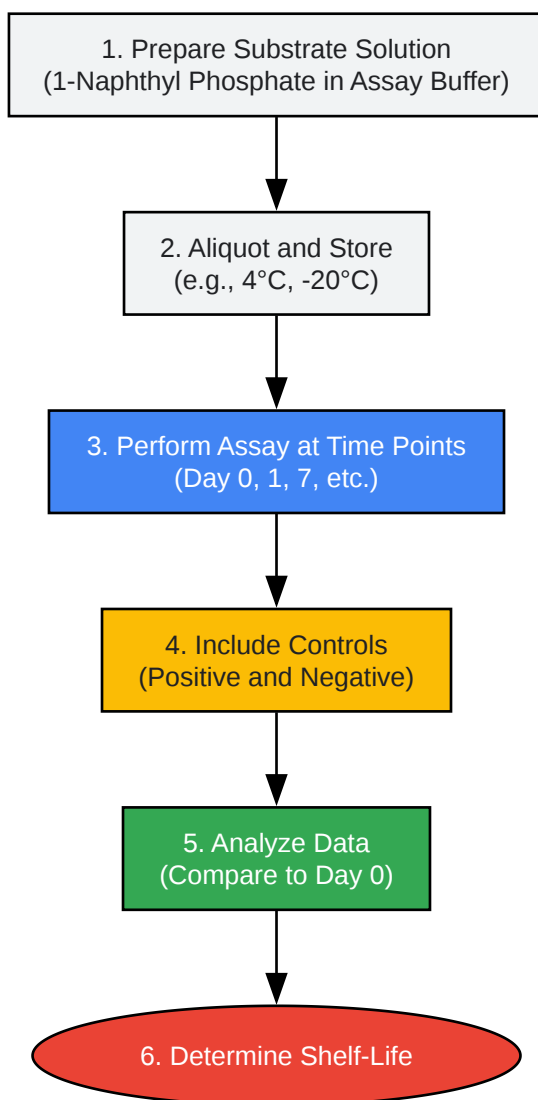 1. Prepare Substrate Solution
(1-Naphthyl Phosphate in Assay Buffer)
2. Aliquot and Store
(e.g., 4°C, -20°C)
3. Perform Assay at Time Points
(Day 0, 1, 7, etc.)
4. Include Controls
(Positive and Negative)
5. Analyze Data
(Compare to Day 0)
6. Determine Shelf-Life